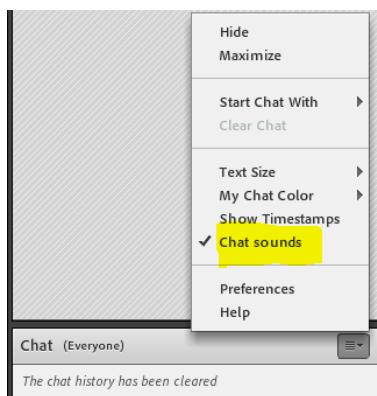 Hide
Maximize
Start Chat With
Clear Chat
Text Size
My Chat Color
Show Timestamps
Chat sounds
Preferences
Help
Chat (Everyone)
The chat history has been cleared